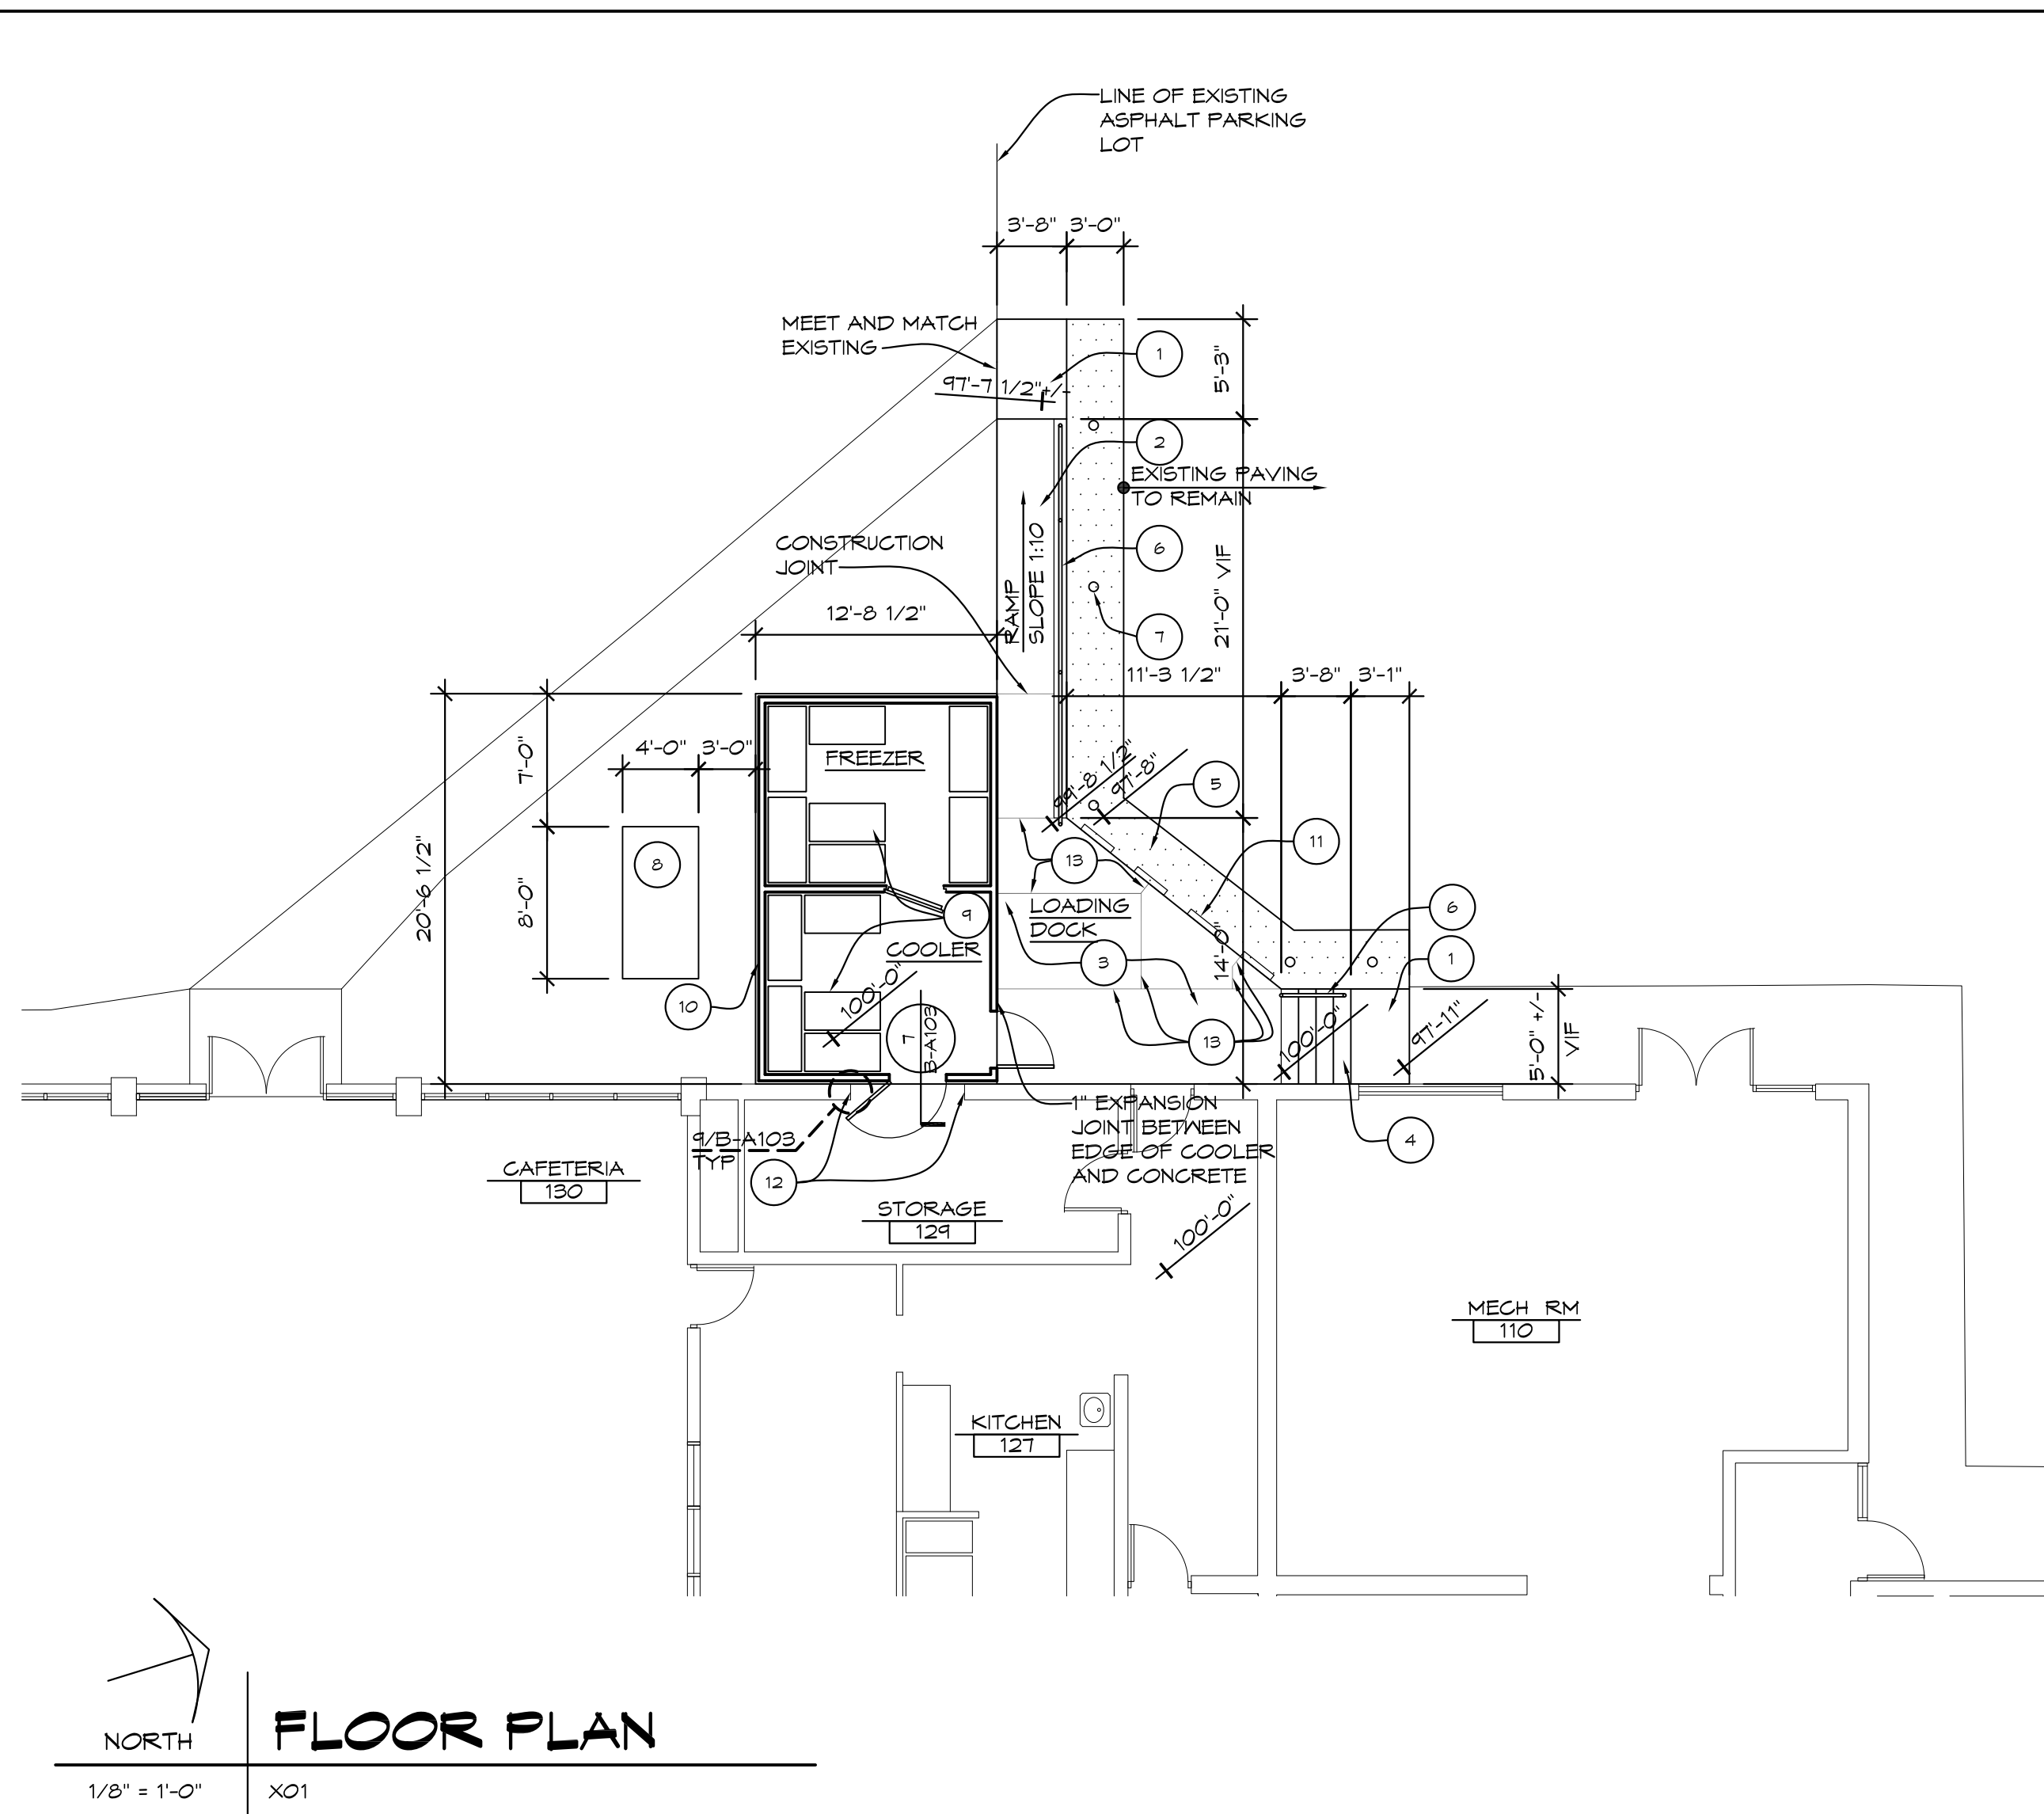 LINE OF EXISTING
ASPHALT PARKING
LOT
3'-8" 3'-0"
MEET AND MATCH
EXISTING
1
5'-3"
97'-7 1/2"+/-
2
EXISTING PAVING
TO REMAIN
CONSTRUCTION
JOINT
6
RAMP
SLOPE 1:10
21'-0" VIF
12'-8 1/2"
7
11'-3 1/2" 3'-8" 3'-1"
7'-0"
4'-0" 3'-0"
FREEZER
99'-8 1/2"
97'-8"
5
11
8
13
20'-6 1/2"
8'-0"
9
LOADING
DOCK
6
COOLER
14'-0"
3
1
100'-0"
10
7
B-A103
13
100'-0"
97'-11"
5'-0" +/-
VIF
1" EXPANSION
JOINT BETWEEN
EDGE OF COOLER
AND CONCRETE
4
9/B-A103
TYP
12
CAFETERIA
130
STORAGE
129
100'-0"
MECH RM
110
KITCHEN
127
NORTH
FLOOR PLAN
1/8" = 1'-0"
X01